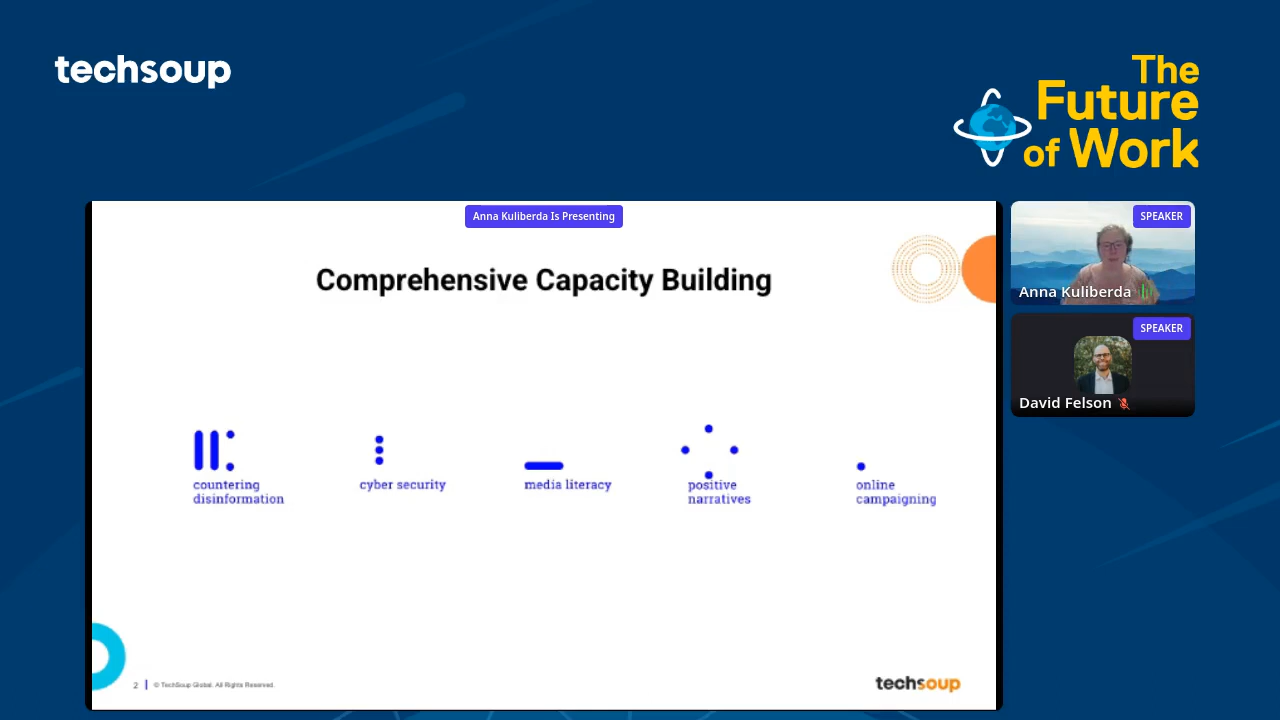 techsoup
The
Future
of Work
Anna Kuliberda Is Presenting
Comprehensive Capacity Building
countering
disinformation
cyber security
media literacy
positive
narratives
online
campaigning
2
© TechSoup Global. All Rights Reserved.
techsoup
SPEAKER
Anna Kuliberda
SPEAKER
David Felson